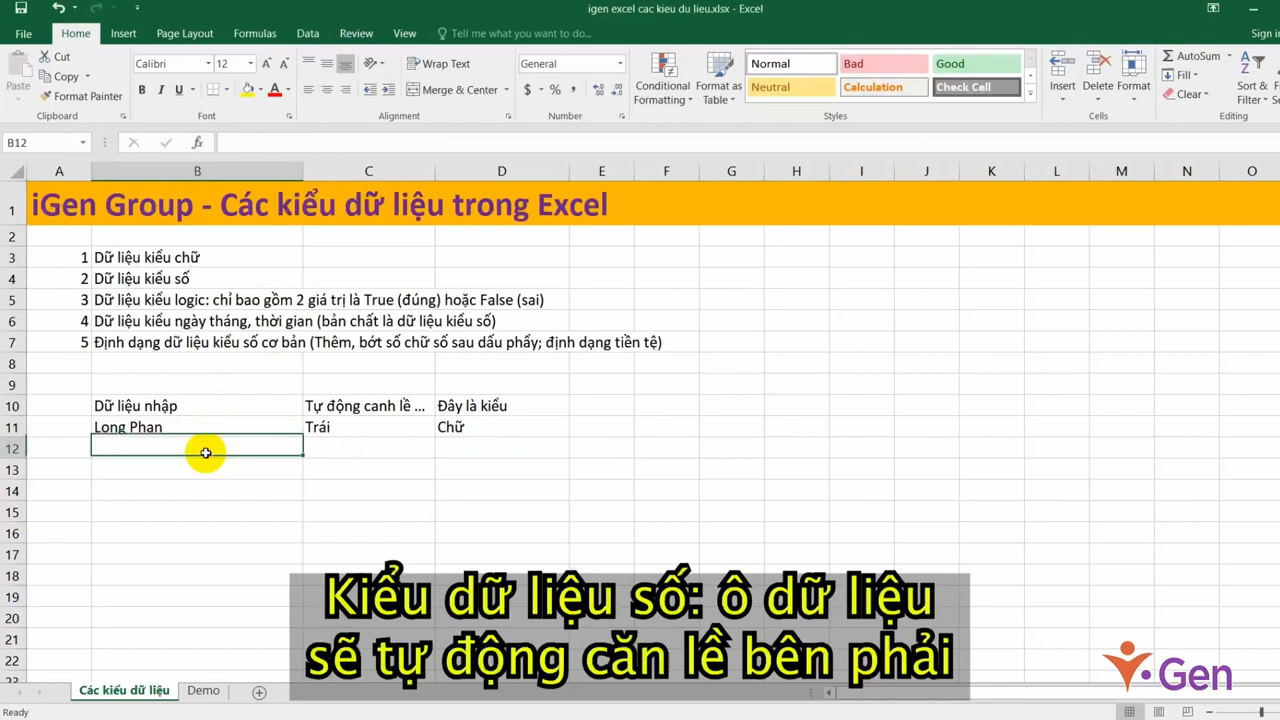 igen excel cac kieu du lieu.xlsx - Excel
File Home Insert Page Layout Formulas Data Review View Tell me what you want to do... Sign in
Paste Cut Copy Format Painter Clipboard
Calibri 12 B I U A Font
Wrap Text Merge & Center Alignment
General $ % , Number
Conditional Formatting Format as Table
Normal Bad Good
Neutral Calculation Check Cell
Styles
Insert Delete Format Cells
AutoSum Fill Clear Sort & Filter Editing
B12 fx
A B C D E F G H I J K L M N O
1 iGen Group - Các kiểu dữ liệu trong Excel
2
3 1 Dữ liệu kiểu chữ
4 2 Dữ liệu kiểu số
5 3 Dữ liệu kiểu logic: chỉ bao gồm 2 giá trị là True (đúng) hoặc False (sai)
6 4 Dữ liệu kiểu ngày tháng, thời gian (bản chất là dữ liệu kiểu số)
7 5 Định dạng dữ liệu kiểu số cơ bản (Thêm, bớt số chữ số sau dấu phẩy; định dạng tiền tệ)
8
9
10 Dữ liệu nhập Tự động canh lề ... Đây là kiểu
11 Long Phan Trái Chữ
12
13
14
15
16
17
18
19
20
21
22
Kiểu dữ liệu số: ô dữ liệu
sẽ tự động căn lề bên phải
iGen
Các kiểu dữ liệu Demo
Ready